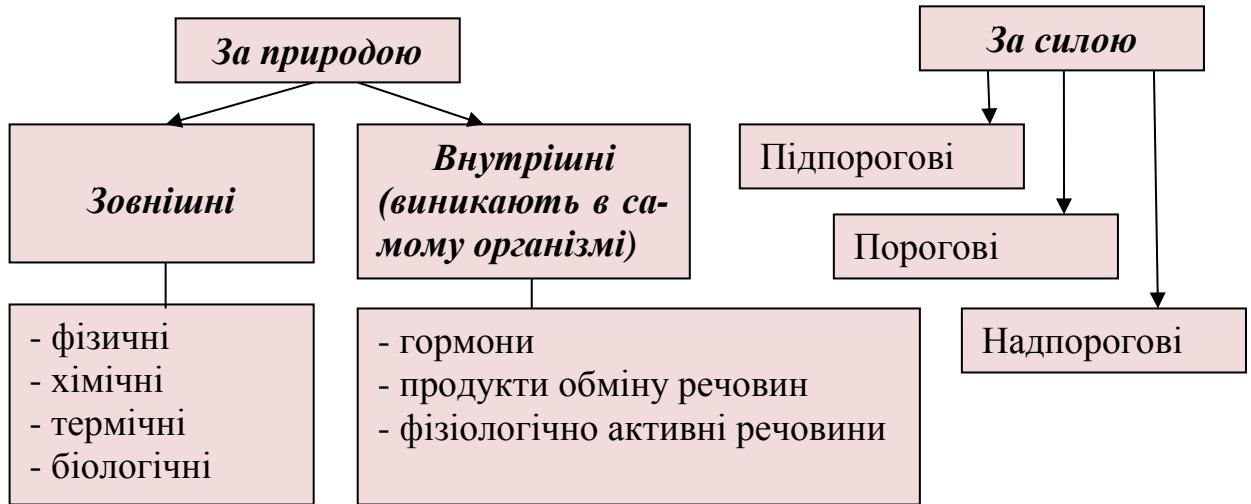 За природою
Зовнішні
Внутрішні
(виникають в са-
мому організмі)
- фізичні
- хімічні
- термічні
- біологічні
- гормони
- продукти обміну речовин
- фізіологічно активні речовини
За силою
Підпорогові
Порогові
Надпорогові